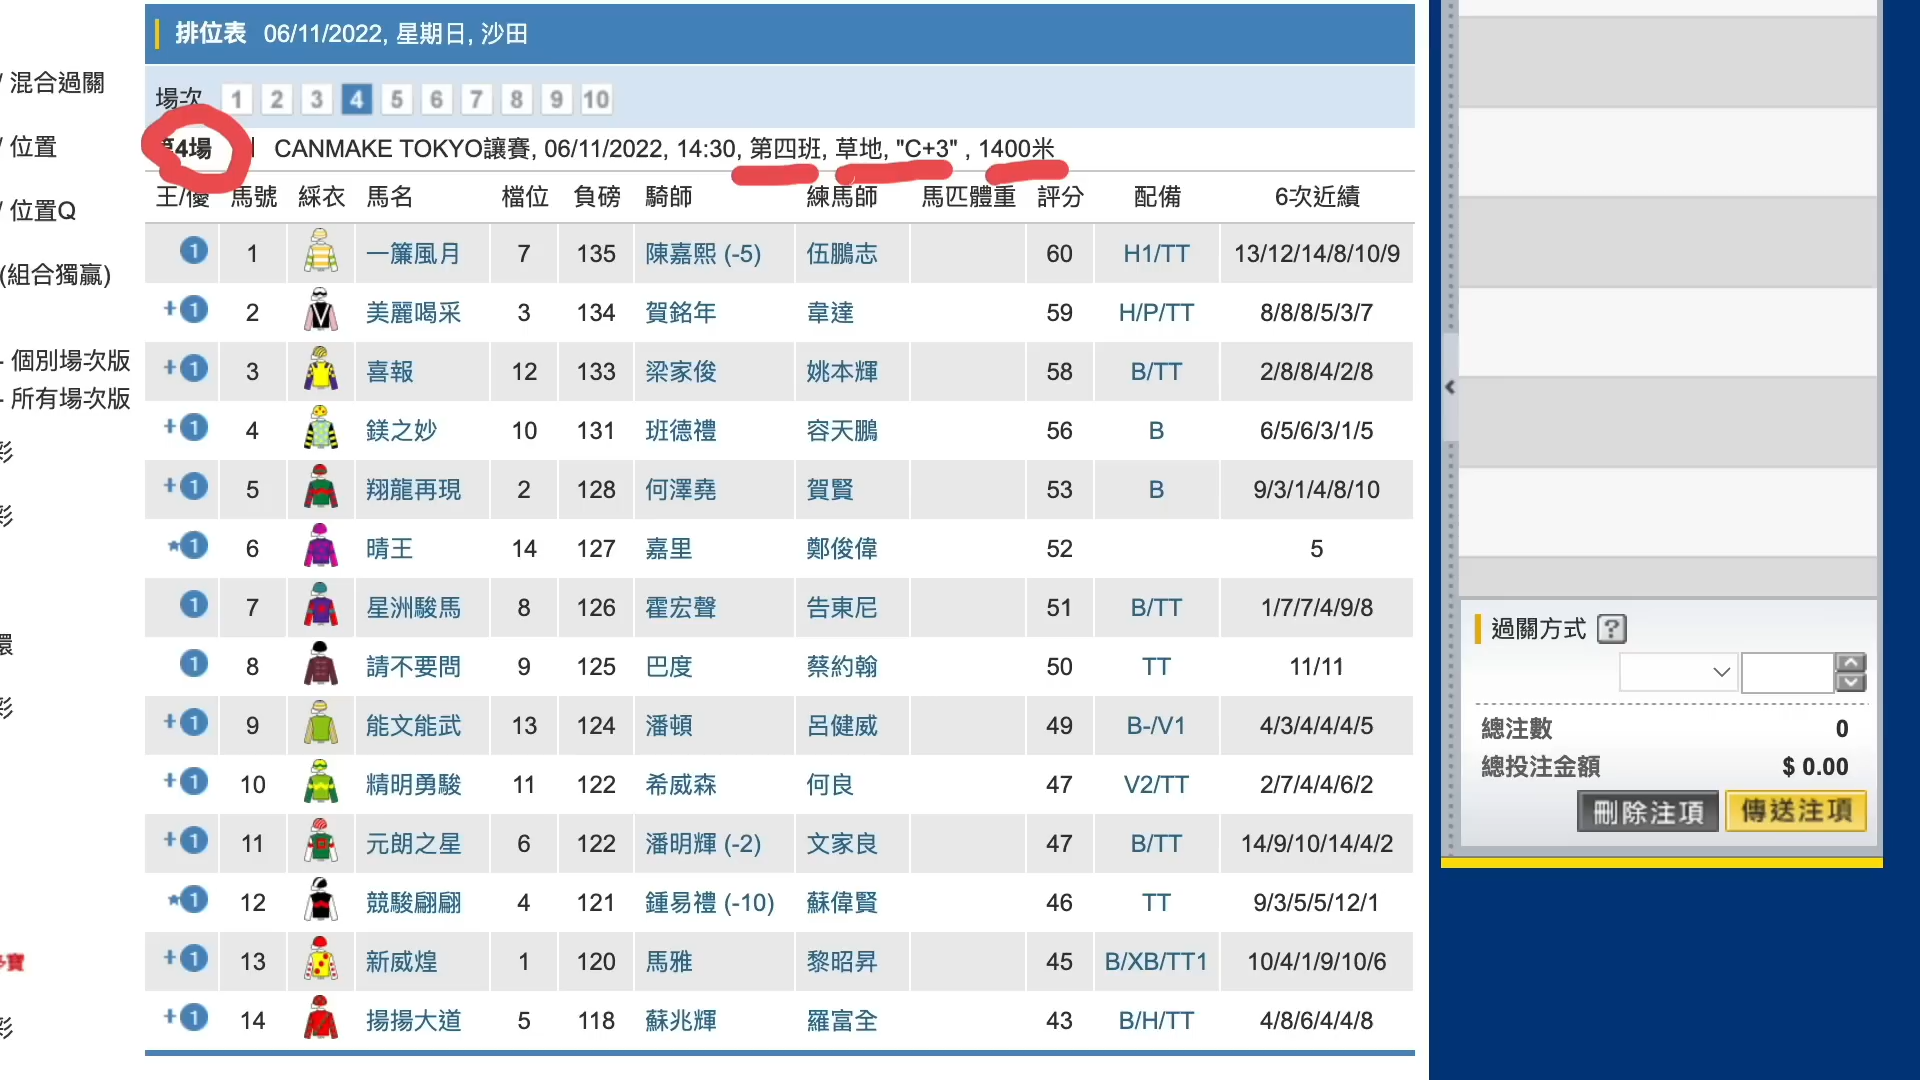 排位表 06/11/2022, 星期日, 沙田
/ 混合過關
/ 位置
/ 位置Q
(組合獨贏)
- 個別場次版
- 所有場次版
彩
彩
彩
彩
場次 1 2 3 4 5 6 7 8 9 10
第4場 CANMAKE TOKYO讓賽, 06/11/2022, 14:30, 第四班, 草地, "C+3" , 1400米
王/優 馬號 綵衣 馬名 檔位 負磅 騎師 練馬師 馬匹體重 評分 配備 6次近績
1 1 一簾風月 7 135 陳嘉熙 (-5) 伍鵬志 60 H1/TT 13/12/14/8/10/9
+1 2 美麗喝采 3 134 賀銘年 韋達 59 H/P/TT 8/8/8/5/3/7
+1 3 喜報 12 133 梁家俊 姚本輝 58 B/TT 2/8/8/4/2/8
+1 4 鎂之妙 10 131 班德禮 容天鵬 56 B 6/5/6/3/1/5
+1 5 翔龍再現 2 128 何澤堯 賀賢 53 B 9/3/1/4/8/10
★1 6 晴王 14 127 嘉里 鄭俊偉 52 5
1 7 星洲駿馬 8 126 霍宏聲 告東尼 51 B/TT 1/7/7/4/9/8
1 8 請不要問 9 125 巴度 蔡約翰 50 TT 11/11
+1 9 能文能武 13 124 潘頓 呂健威 49 B-/V1 4/3/4/4/4/5
+1 10 精明勇駿 11 122 希威森 何良 47 V2/TT 2/7/4/4/6/2
+1 11 元朗之星 6 122 潘明輝 (-2) 文家良 47 B/TT 14/9/10/14/4/2
★1 12 競駿翩翩 4 121 鍾易禮 (-10) 蘇偉賢 46 TT 9/3/5/5/12/1
+1 13 新威煌 1 120 馬雅 黎昭昇 45 B/XB/TT1 10/4/1/9/10/6
+1 14 揚揚大道 5 118 蘇兆輝 羅富全 43 B/H/TT 4/8/6/4/4/8
過關方式 ?
總注數 0
總投注金額 $ 0.00
刪除注項 傳送注項